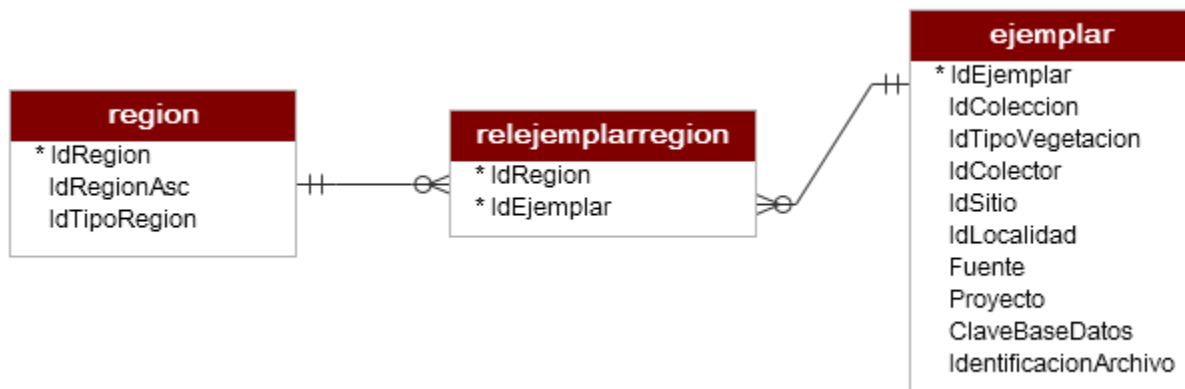 region
* IdRegion
IdRegionAsc
IdTipoRegion
relejemplarregion
* IdRegion
* IdEjemplar
ejemplar
* IdEjemplar
IdColeccion
IdTipoVegetacion
IdColector
IdSitio
IdLocalidad
Fuente
Proyecto
ClaveBaseDatos
IdentificacionArchivo